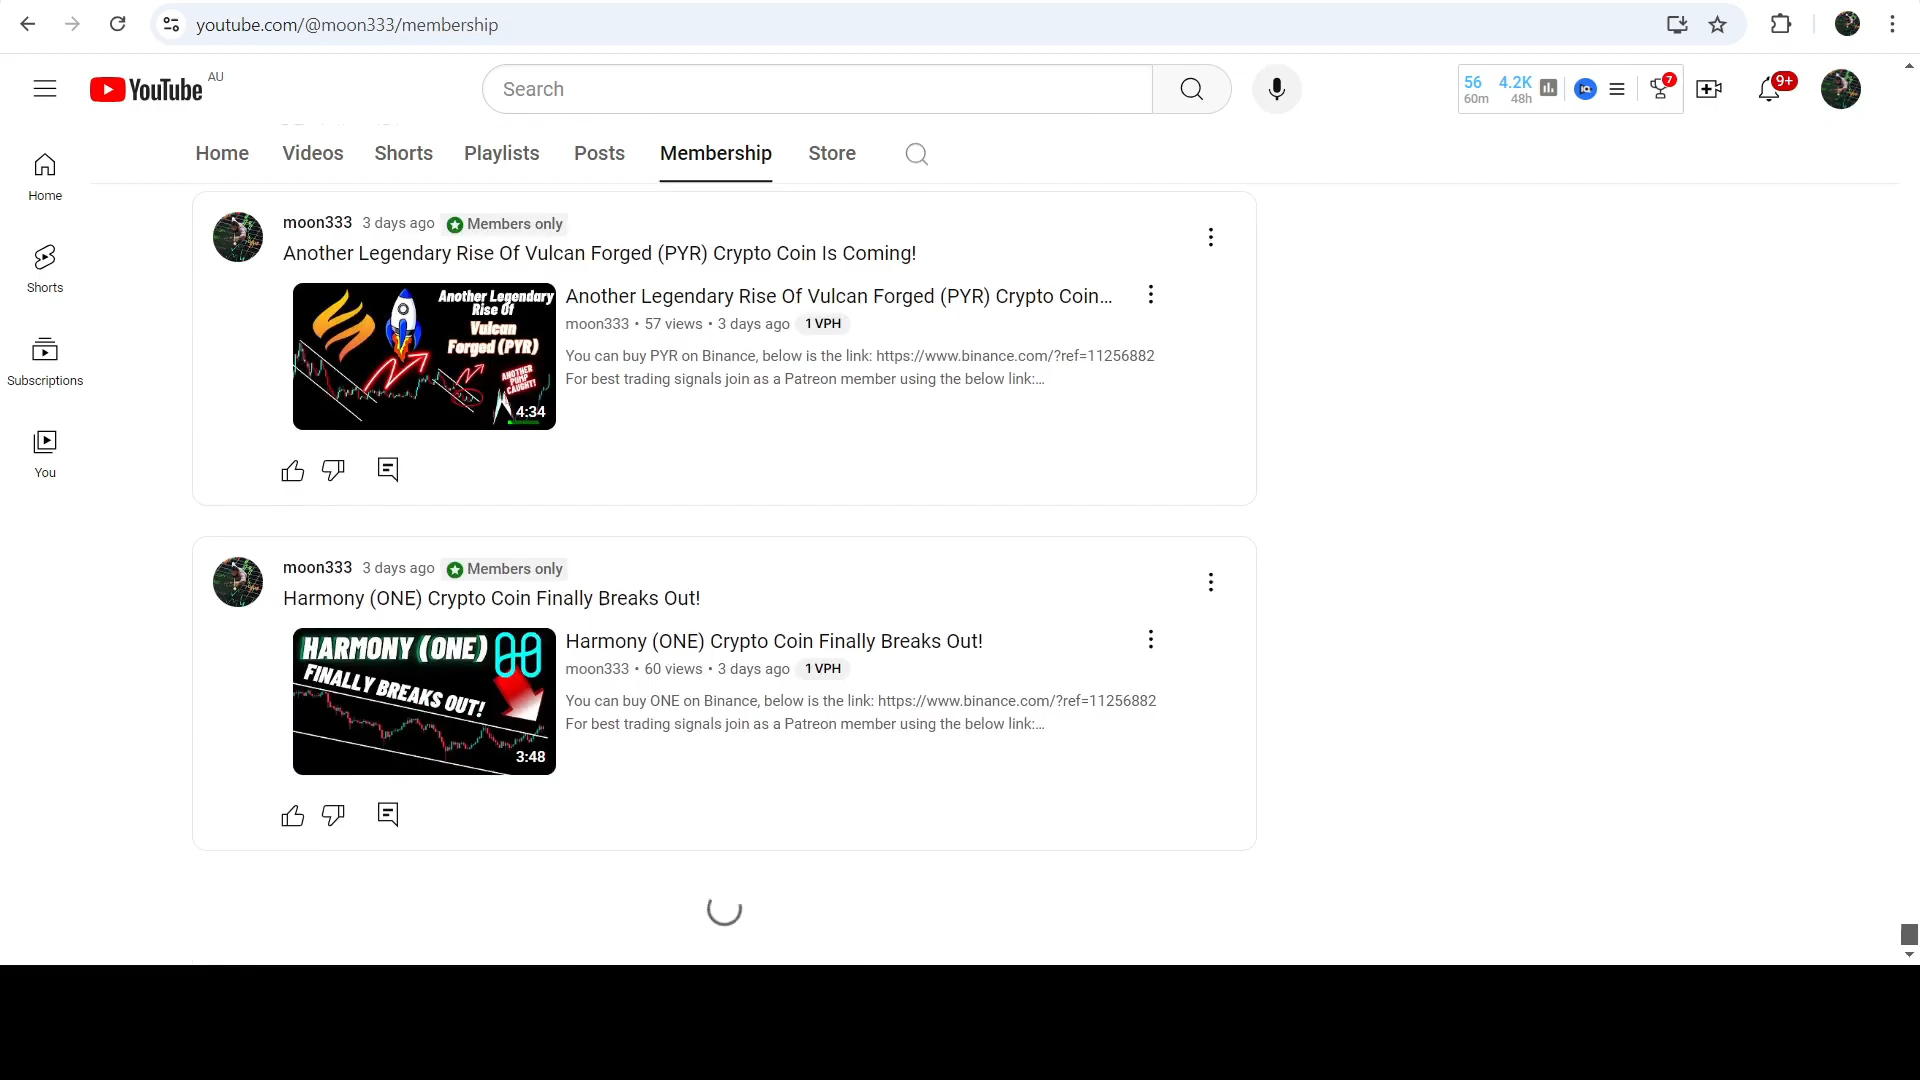 youtube.com/@moon333/membership
YouTube AU
Search
56 4.2K
60m 48h
7
9+
Home
Shorts
Subscriptions
You
Home Videos Shorts Playlists Posts Membership Store
moon333 3 days ago Members only
Another Legendary Rise Of Vulcan Forged (PYR) Crypto Coin Is Coming!
Another Legendary
Rise Of
Vulcan
Forged (PYR)
ANOTHER
PUMP
CAUGHT!
4:34
Another Legendary Rise Of Vulcan Forged (PYR) Crypto Coin...
moon333 • 57 views • 3 days ago 1 VPH
You can buy PYR on Binance, below is the link: https://www.binance.com/?ref=11256882
For best trading signals join as a Patreon member using the below link:...
moon333 3 days ago Members only
Harmony (ONE) Crypto Coin Finally Breaks Out!
HARMONY (ONE)
FINALLY BREAKS OUT!
3:48
Harmony (ONE) Crypto Coin Finally Breaks Out!
moon333 • 60 views • 3 days ago 1 VPH
You can buy ONE on Binance, below is the link: https://www.binance.com/?ref=11256882
For best trading signals join as a Patreon member using the below link:...